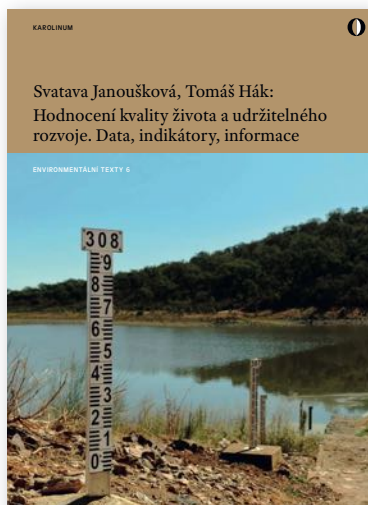 KAROLINUM
Svatava Janoušková, Tomáš Hák:
Hodnocení kvality života a udržitelného
rozvoje. Data, indikátory, informace
ENVIRONMENTÁLNÍ TEXTY 5
308
9
8
7
6
5
4
3
2
1
0